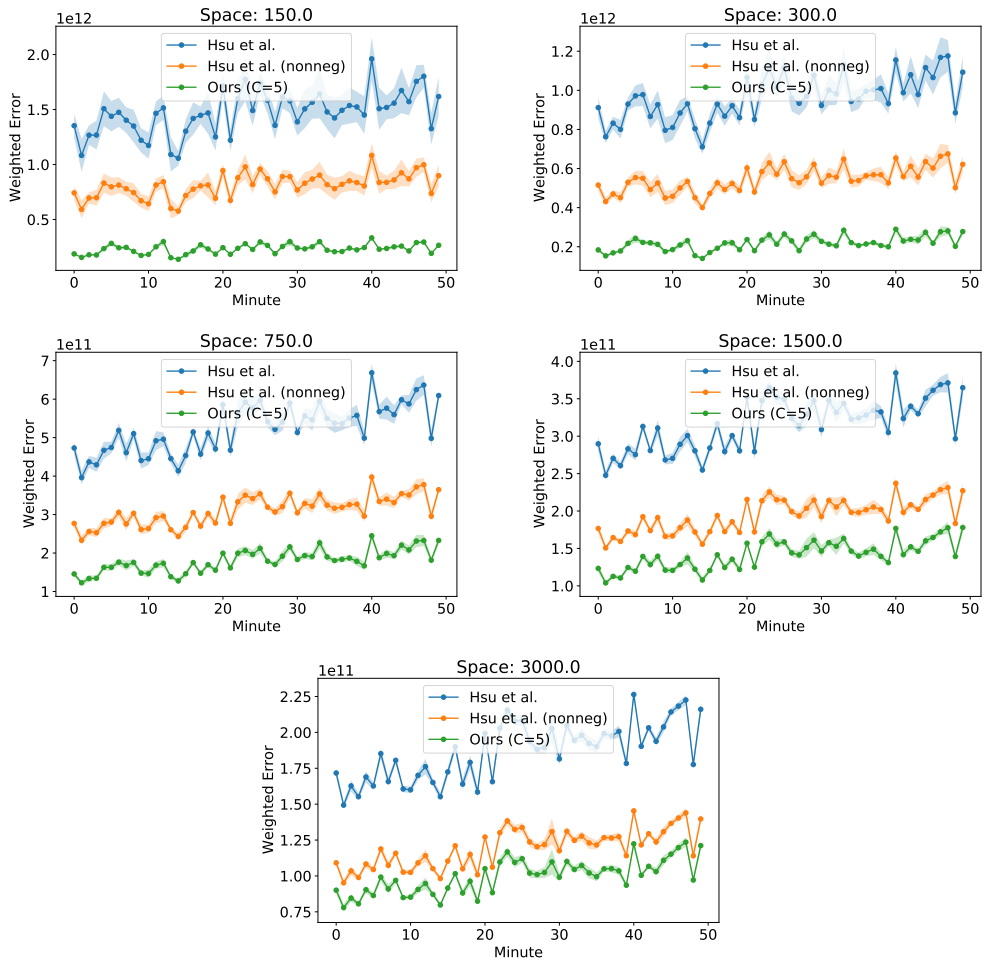 Space: 150.0
1e12
Hsu et al.
Hsu et al. (nonneg)
Ours (C=5)
Weighted Error
2.0
1.5
1.0
0.5
0 10 20 30 40 50
Minute
Space: 300.0
1e12
Hsu et al.
Hsu et al. (nonneg)
Ours (C=5)
Weighted Error
1.2
1.0
0.8
0.6
0.4
0.2
0 10 20 30 40 50
Minute
Space: 750.0
1e11
Hsu et al.
Hsu et al. (nonneg)
Ours (C=5)
Weighted Error
7
6
5
4
3
2
1
0 10 20 30 40 50
Minute
Space: 1500.0
1e11
Hsu et al.
Hsu et al. (nonneg)
Ours (C=5)
Weighted Error
4.0
3.5
3.0
2.5
2.0
1.5
1.0
0 10 20 30 40 50
Minute
Space: 3000.0
1e11
Hsu et al.
Hsu et al. (nonneg)
Ours (C=5)
Weighted Error
2.25
2.00
1.75
1.50
1.25
1.00
0.75
0 10 20 30 40 50
Minute